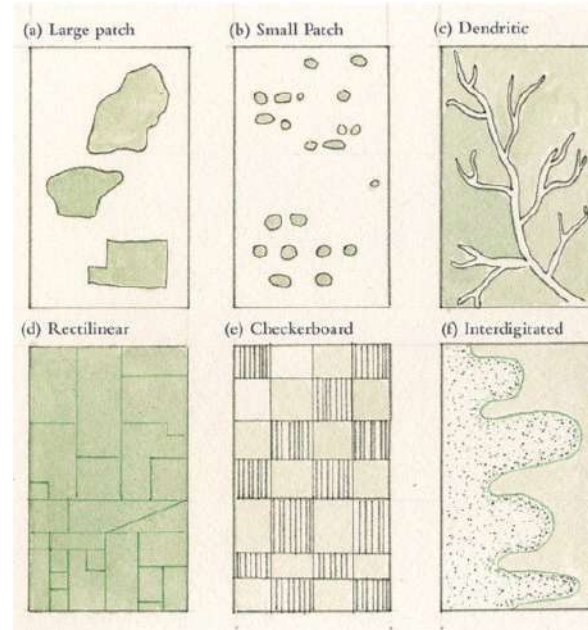 (a) Large patch
(b) Small Patch
(c) Dendritic
(d) Rectilinear
(e) Checkerboard
(f) Interdigitated